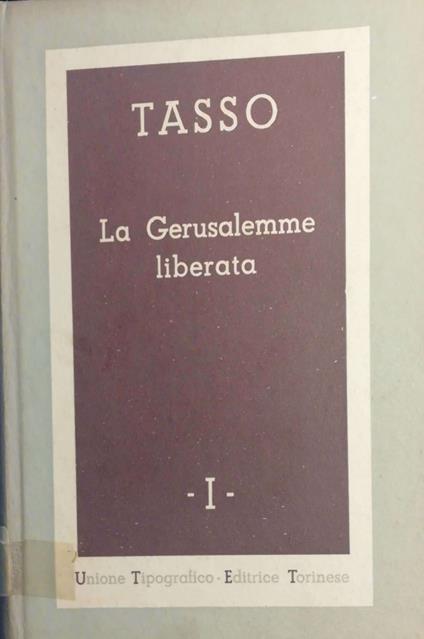 TASSO
La Gerusalemme
liberata
- I -
Unione Tipografico - Editrice Torinese